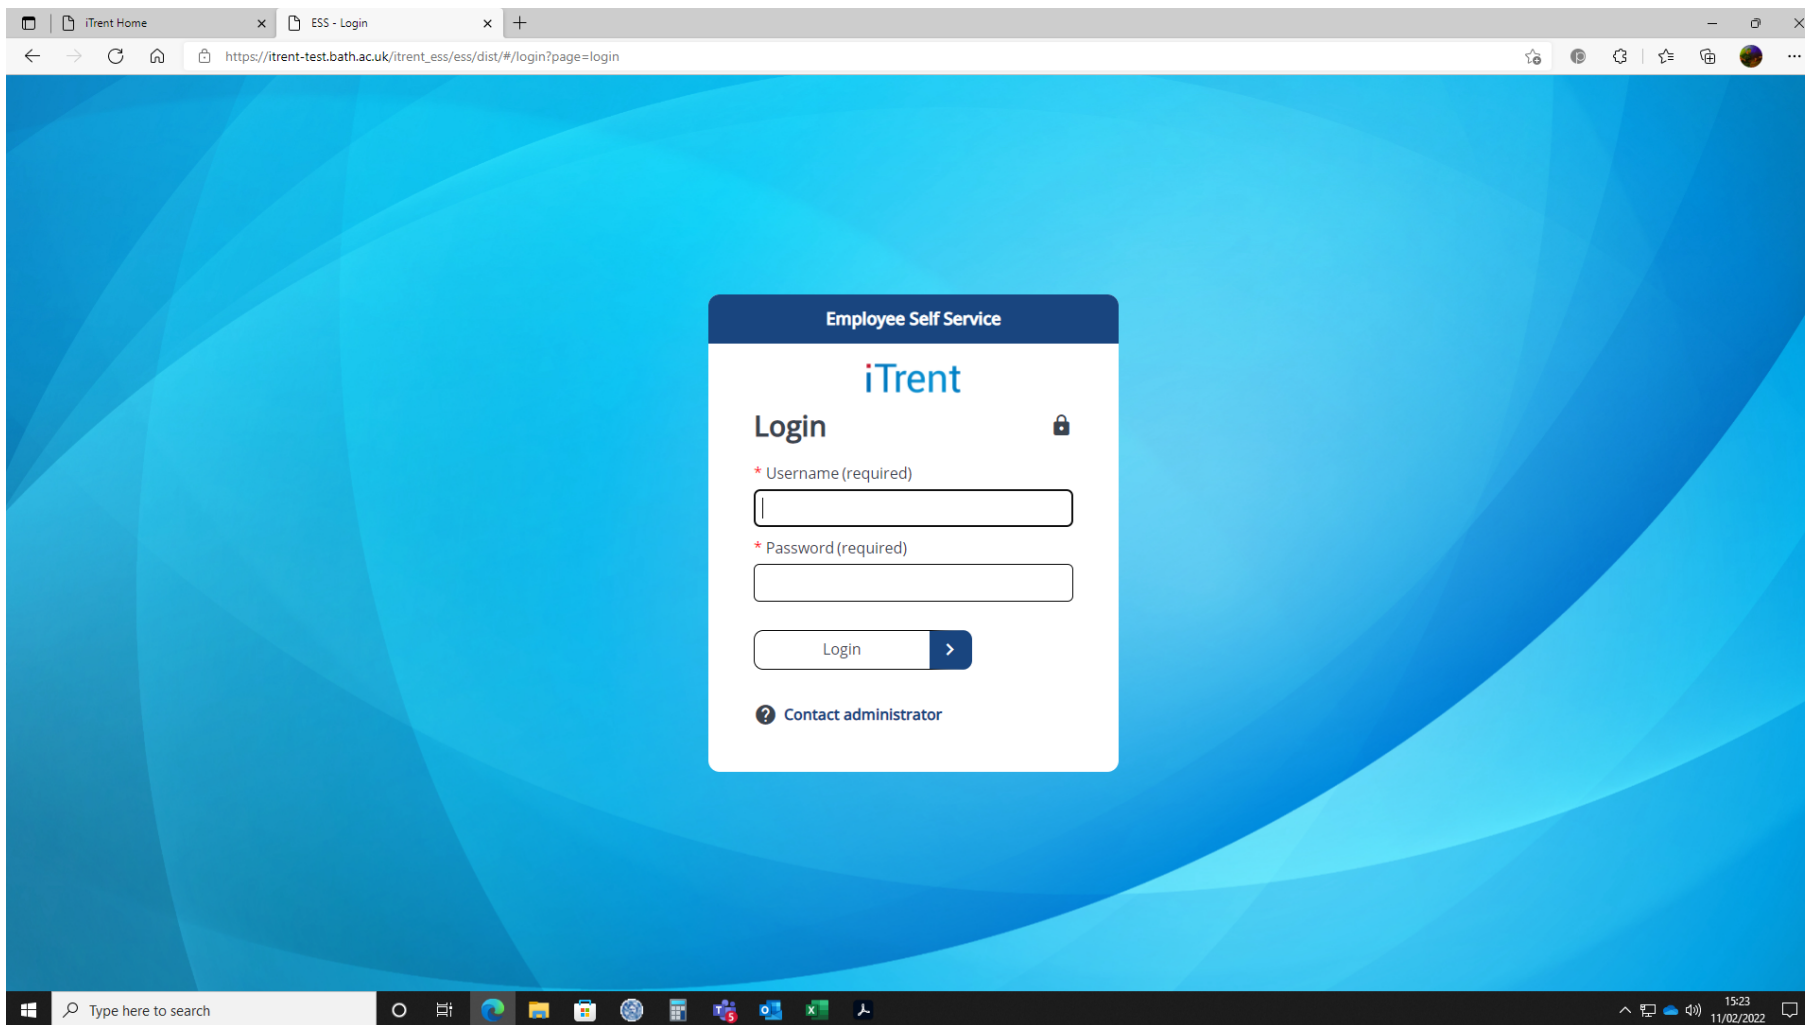 iTrent Home
ESS - Login
https://itrent-test.bath.ac.uk/itrent_ess/ess/dist/#/login?page=login
Employee Self Service
iTrent
Login
* Username (required)
* Password (required)
Login
Contact administrator
Type here to search
15:23
11/02/2022